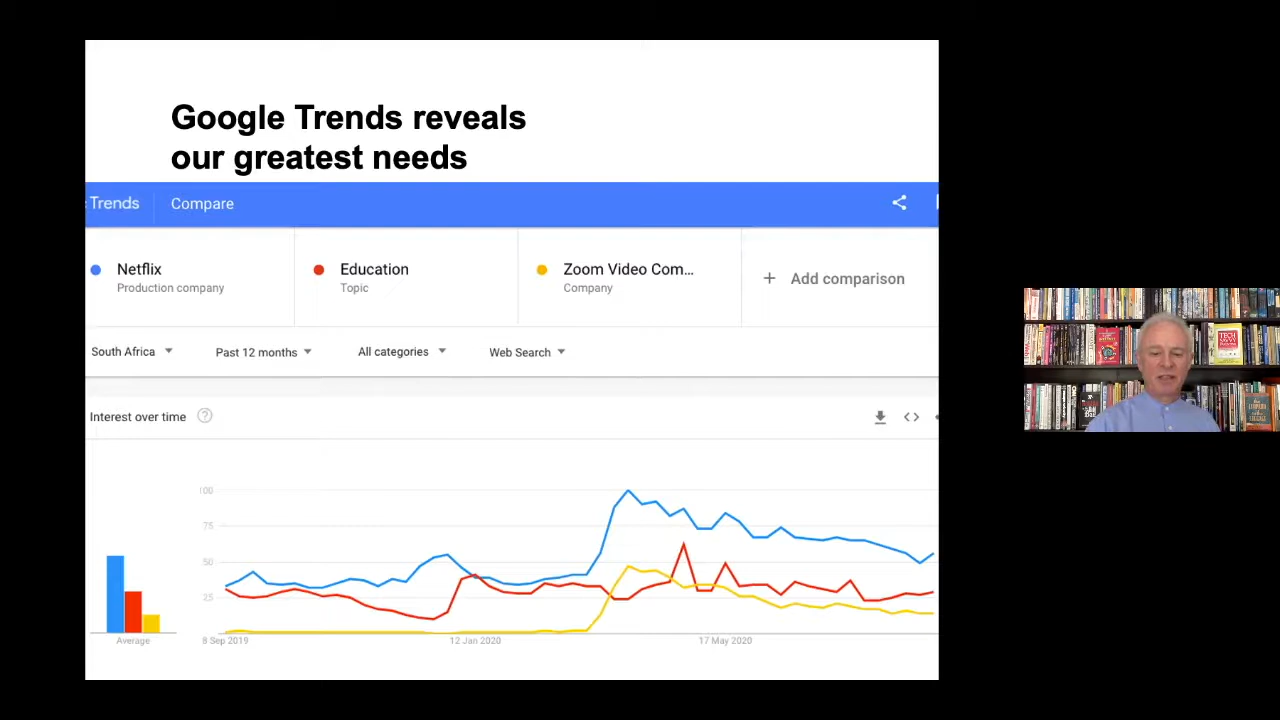 Google Trends reveals
our greatest needs
Trends
Compare
Netflix
Production company
Education
Topic
Zoom Video Com...
Company
+ Add comparison
South Africa
Past 12 months
All categories
Web Search
Interest over time
?
100
75
50
25
Average
8 Sep 2019
12 Jan 2020
17 May 2020
TECH
SAVVY